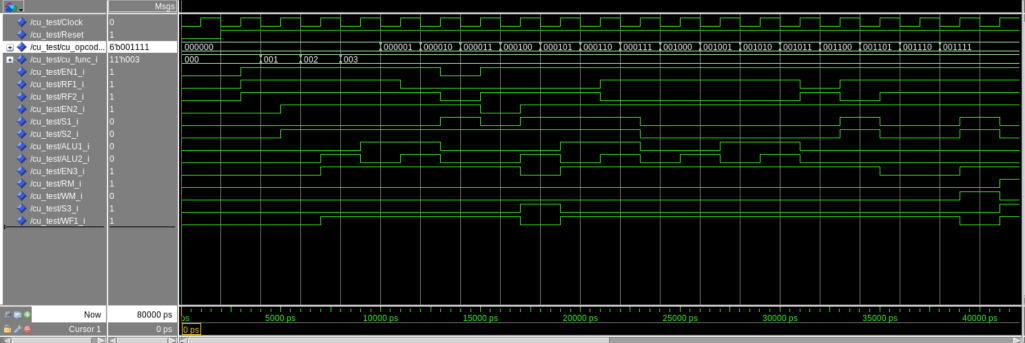 Msgs
/cu_test/Clock 0
/cu_test/Reset 1
/cu_test/cu_opcod... 6'b001111 000000 000001 000010 000011 000100 000101 000110 000111 001000 001001 001010 001011 001100 001101 001110 001111
/cu_test/cu_func_i 11'h003 000 001 002 003
/cu_test/EN1_i 1
/cu_test/RF1_i 1
/cu_test/RF2_i 1
/cu_test/EN2_i 1
/cu_test/S1_i 0
/cu_test/S2_i 0
/cu_test/ALU1_i 0
/cu_test/ALU2_i 0
/cu_test/EN3_i 1
/cu_test/RM_i 1
/cu_test/WM_i 0
/cu_test/S3_i 1
/cu_test/WF1_i 1
Now 80000 ps ps 5000 ps 10000 ps 15000 ps 20000 ps 25000 ps 30000 ps 35000 ps 40000 ps
Cursor 1 0 ps 0 ps